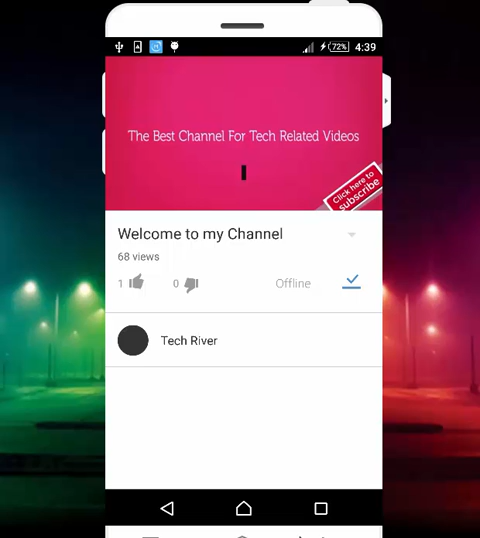 72% 4:39
The Best Channel For Tech Related Videos
Click here to
subscribe
Welcome to my Channel
68 views
1 0 Offline
Tech River